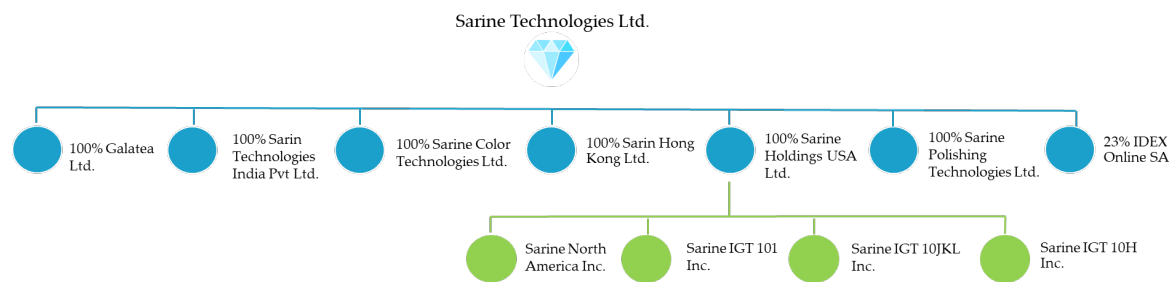 Sarine Technologies Ltd.
100% Galatea
Ltd.
100% Sarin
Technologies
India Pvt Ltd.
100% Sarine Color
Technologies Ltd.
100% Sarin Hong
Kong Ltd.
100% Sarine
Holdings USA
Ltd.
100% Sarine
Polishing
Technologies Ltd.
23% IDEX
Online SA
Sarine North
America Inc.
Sarine IGT 101
Inc.
Sarine IGT 10JKL
Inc.
Sarine IGT 10H
Inc.